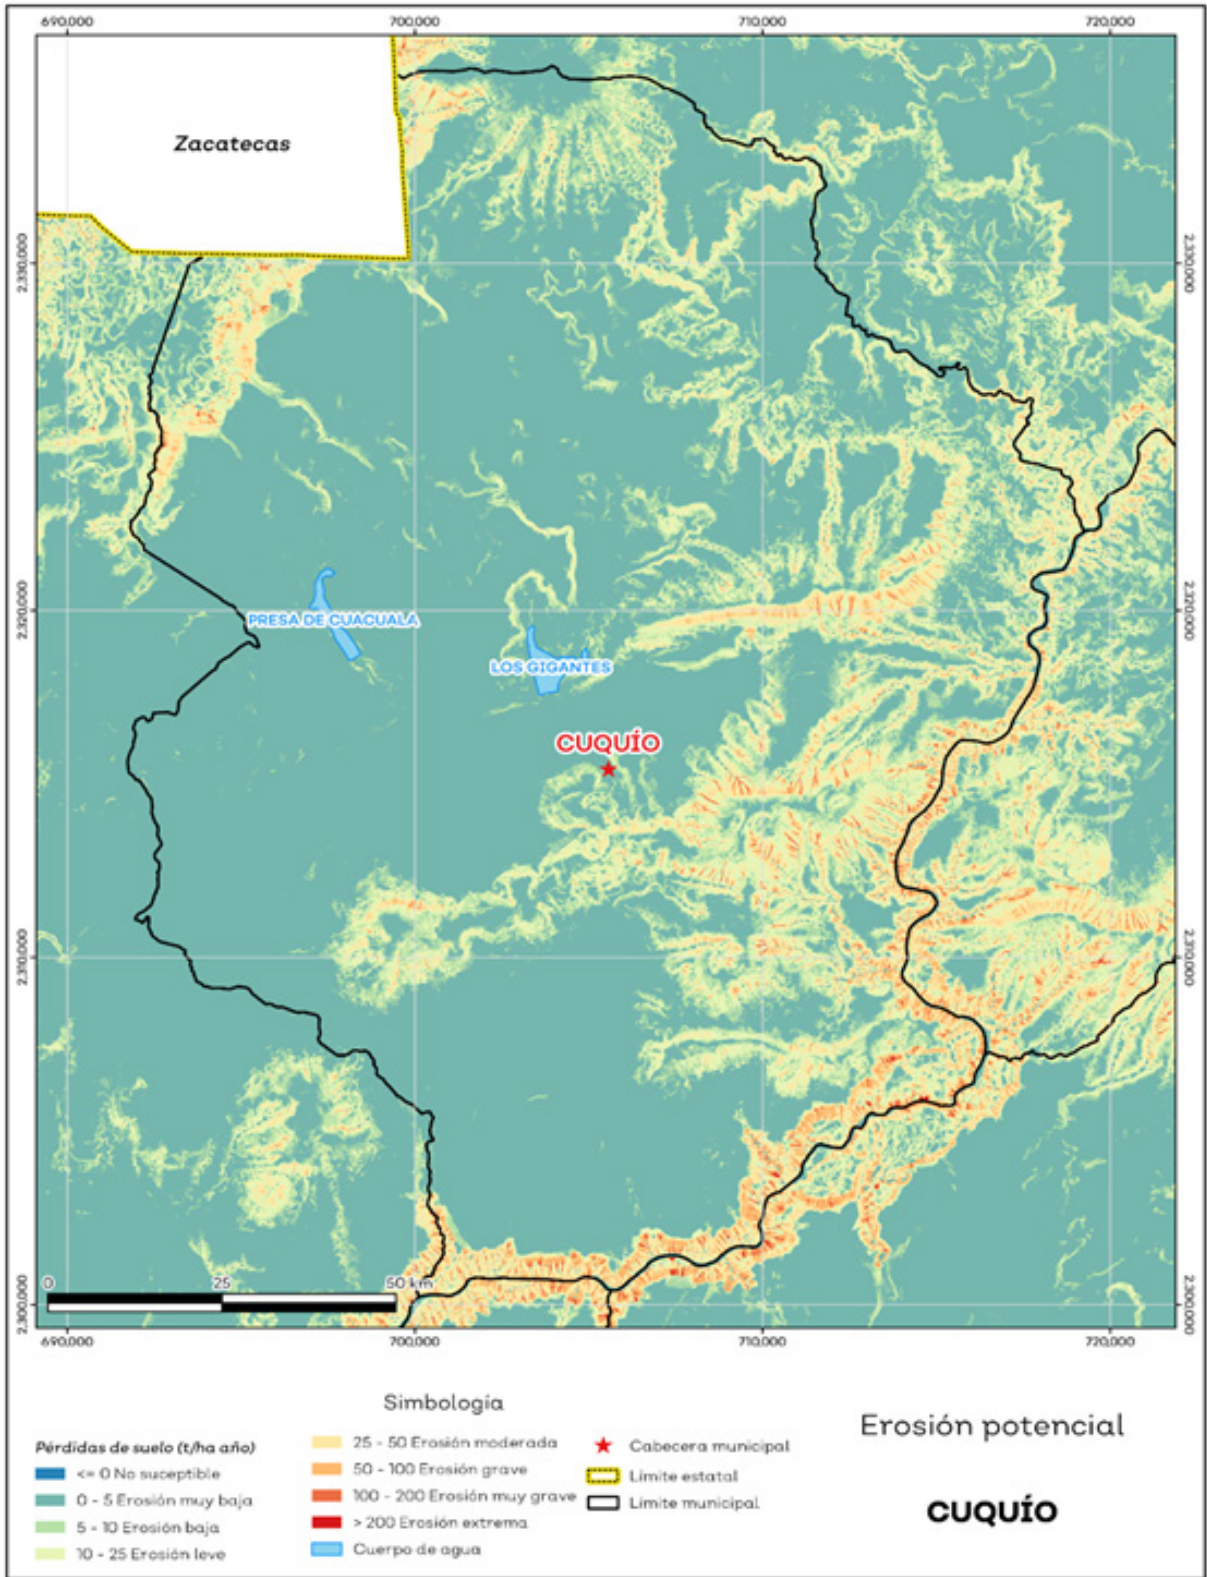 690,000 700,000 710,000 720,000
Zacatecas
2,330,000 2,330,000
2,320,000 2,320,000
PRESA DE CUACUALA
LOS GIGANTES
CUQUÍO
2,310,000 2,310,000
0 25 50 km
2,300,000 2,300,000
690,000 700,000 710,000 720,000
Simbología
Pérdidas de suelo (t/ha año)
<= 0 No suceptible
0 - 5 Erosión muy baja
5 - 10 Erosión baja
10 - 25 Erosión leve
25 - 50 Erosión moderada
50 - 100 Erosión grave
100 - 200 Erosión muy grave
> 200 Erosión extrema
Cuerpo de agua
Cabecera municipal
Límite estatal
Límite municipal
Erosión potencial
CUQUÍO